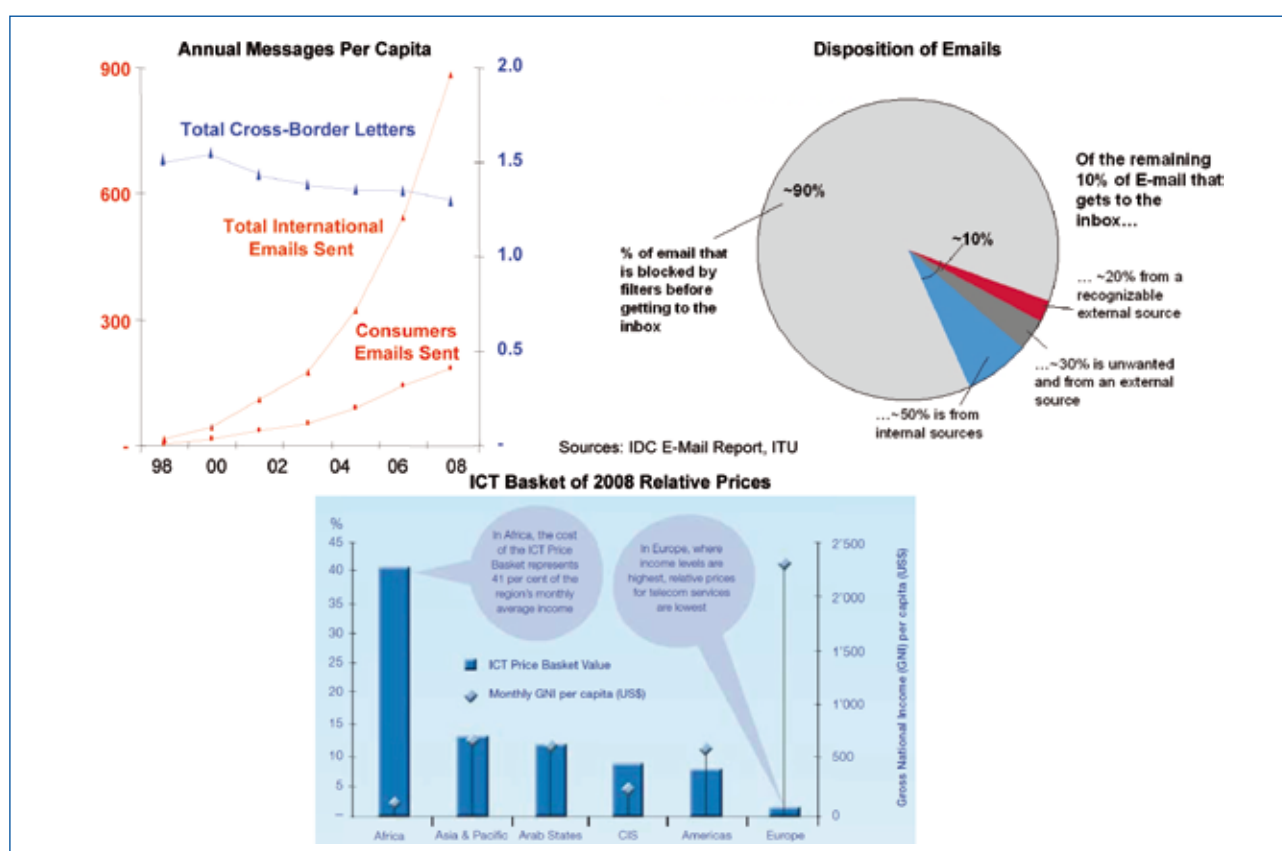 Annual Messages Per Capita
900
600
300
-
2.0
1.5
1.0
0.5
-
Total Cross-Border Letters
Total International
Emails Sent
Consumers
Emails Sent
98 00 02 04 06 08
Disposition of Emails
~90%
% of email that
is blocked by
filters before
getting to the
inbox
~10%
Of the remaining
10% of E-mail that
gets to the
inbox...
... ~20% from a
recognizable
external source
...~30% is unwanted
and from an external
source
...~50% is from
internal sources
Sources: IDC E-Mail Report, ITU
ICT Basket of 2008 Relative Prices
%
45
40
35
30
25
20
15
10
5
–
In Africa, the cost
of the ICT Price
Basket represents
41 per cent of the
region's monthly
average income
In Europe, where
income levels are
highest, relative prices
for telecom services
are lowest
ICT Price Basket Value
Monthly GNI per capita (US$)
2'500
2'000
1'500
1'000
500
0
Gross National Income (GNI) per capita (US$)
Africa Asia & Pacific Arab States CIS Americas Europe